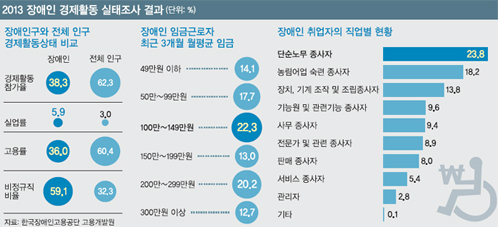 2013 장애인 경제활동 실태조사 결과 (단위: %)
장애인구와 전체 인구
경제활동상태 비교
장애인 전체 인구
경제활동
참가율
38,3
62,3
실업률
5,9
3,0
고용률
36,0
60,4
비정규직
비율
59,1
32,3
자료: 한국장애인고용공단 고용개발원
장애인 임금근로자
최근 3개월 월평균 임금
49만원 이하 14,1
50만~99만원 17,7
100만~149만원 22,3
150만~199만원 13,0
200만~299만원 20,2
300만원 이상 12,7
장애인 취업자의 직업별 현황
단순노무 종사자 23,8
농림어업 숙련 종사자 18,2
장치, 기계 조작 및 조립종사자 13,8
기능원 및 관련기능 종사자 9,6
사무 종사자 9,4
전문가 및 관련 종사자 8,9
판매 종사자 8,0
서비스 종사자 5,4
관리자 2,8
기타 0,1
₩